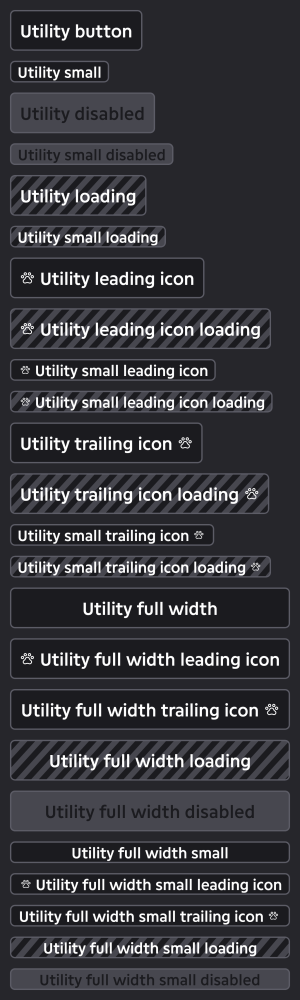 Utility button
Utility small
Utility disabled
Utility small disabled
Utility loading
Utility small loading
Utility leading icon
Utility leading icon loading
Utility small leading icon
Utility small leading icon loading
Utility trailing icon
Utility trailing icon loading
Utility small trailing icon
Utility small trailing icon loading
Utility full width
Utility full width leading icon
Utility full width trailing icon
Utility full width loading
Utility full width disabled
Utility full width small
Utility full width small leading icon
Utility full width small trailing icon
Utility full width small loading
Utility full width small disabled